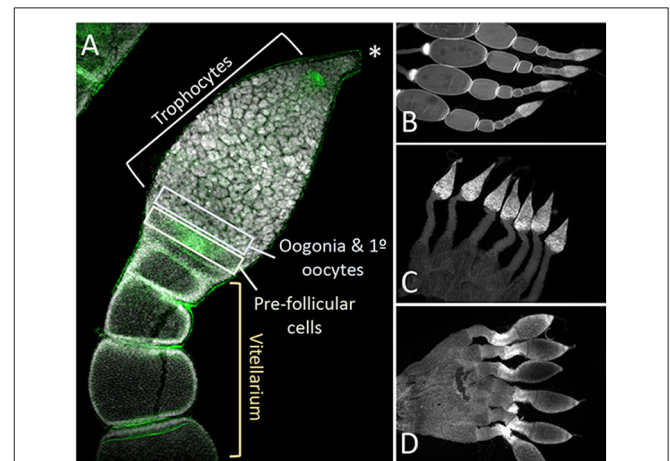 A
*
Trophocytes
Oogonia & 1º
oocytes
Pre-follicular
cells
Vitellarium
B
C
D